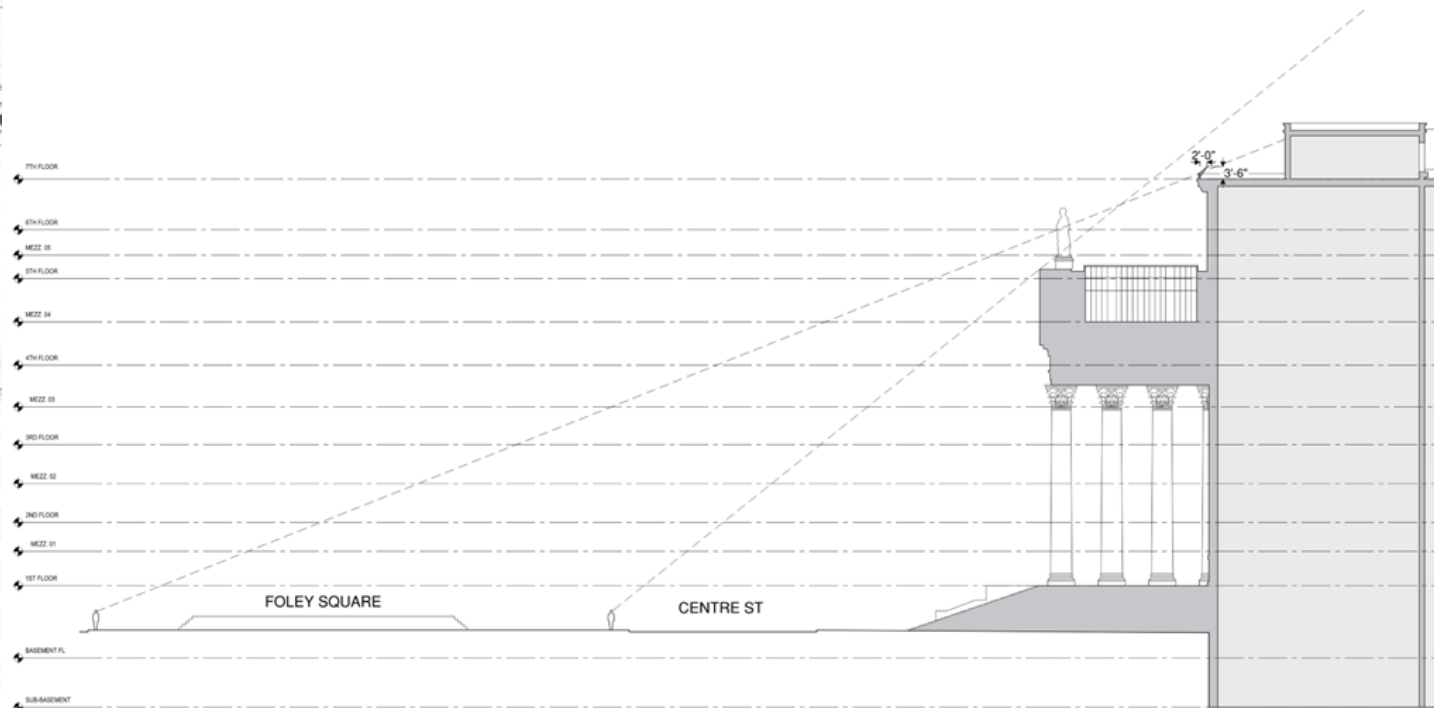 7TH FLOOR
2'-0"
3'-6"
6TH FLOOR
MEZZ. 05
5TH FLOOR
MEZZ. 04
4TH FLOOR
MEZZ. 03
3RD FLOOR
MEZZ. 02
2ND FLOOR
MEZZ. 01
1ST FLOOR
FOLEY SQUARE
CENTRE ST
BASEMENT FL
SUB-BASEMENT